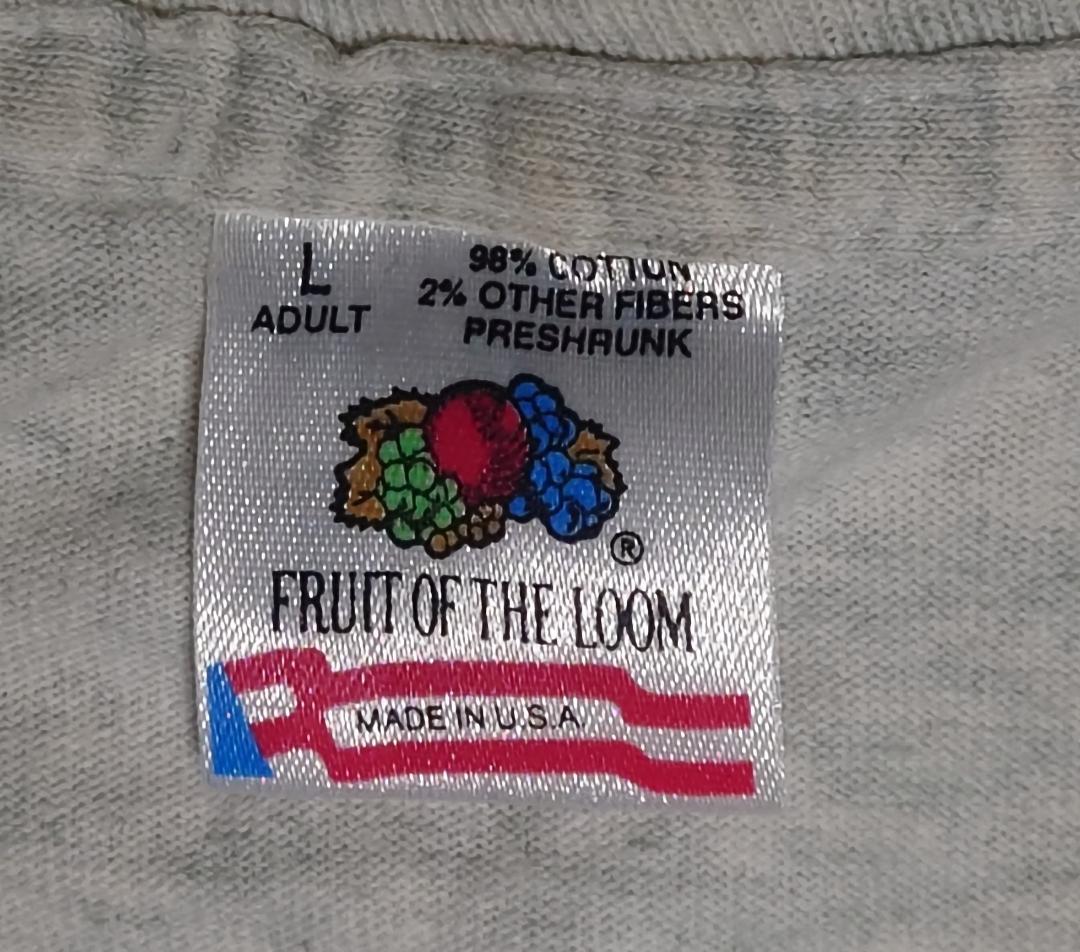 L
ADULT
98% COTTON
2% OTHER FIBERS
PRESHRUNK
®
FRUIT OF THE LOOM
MADE IN U.S.A.